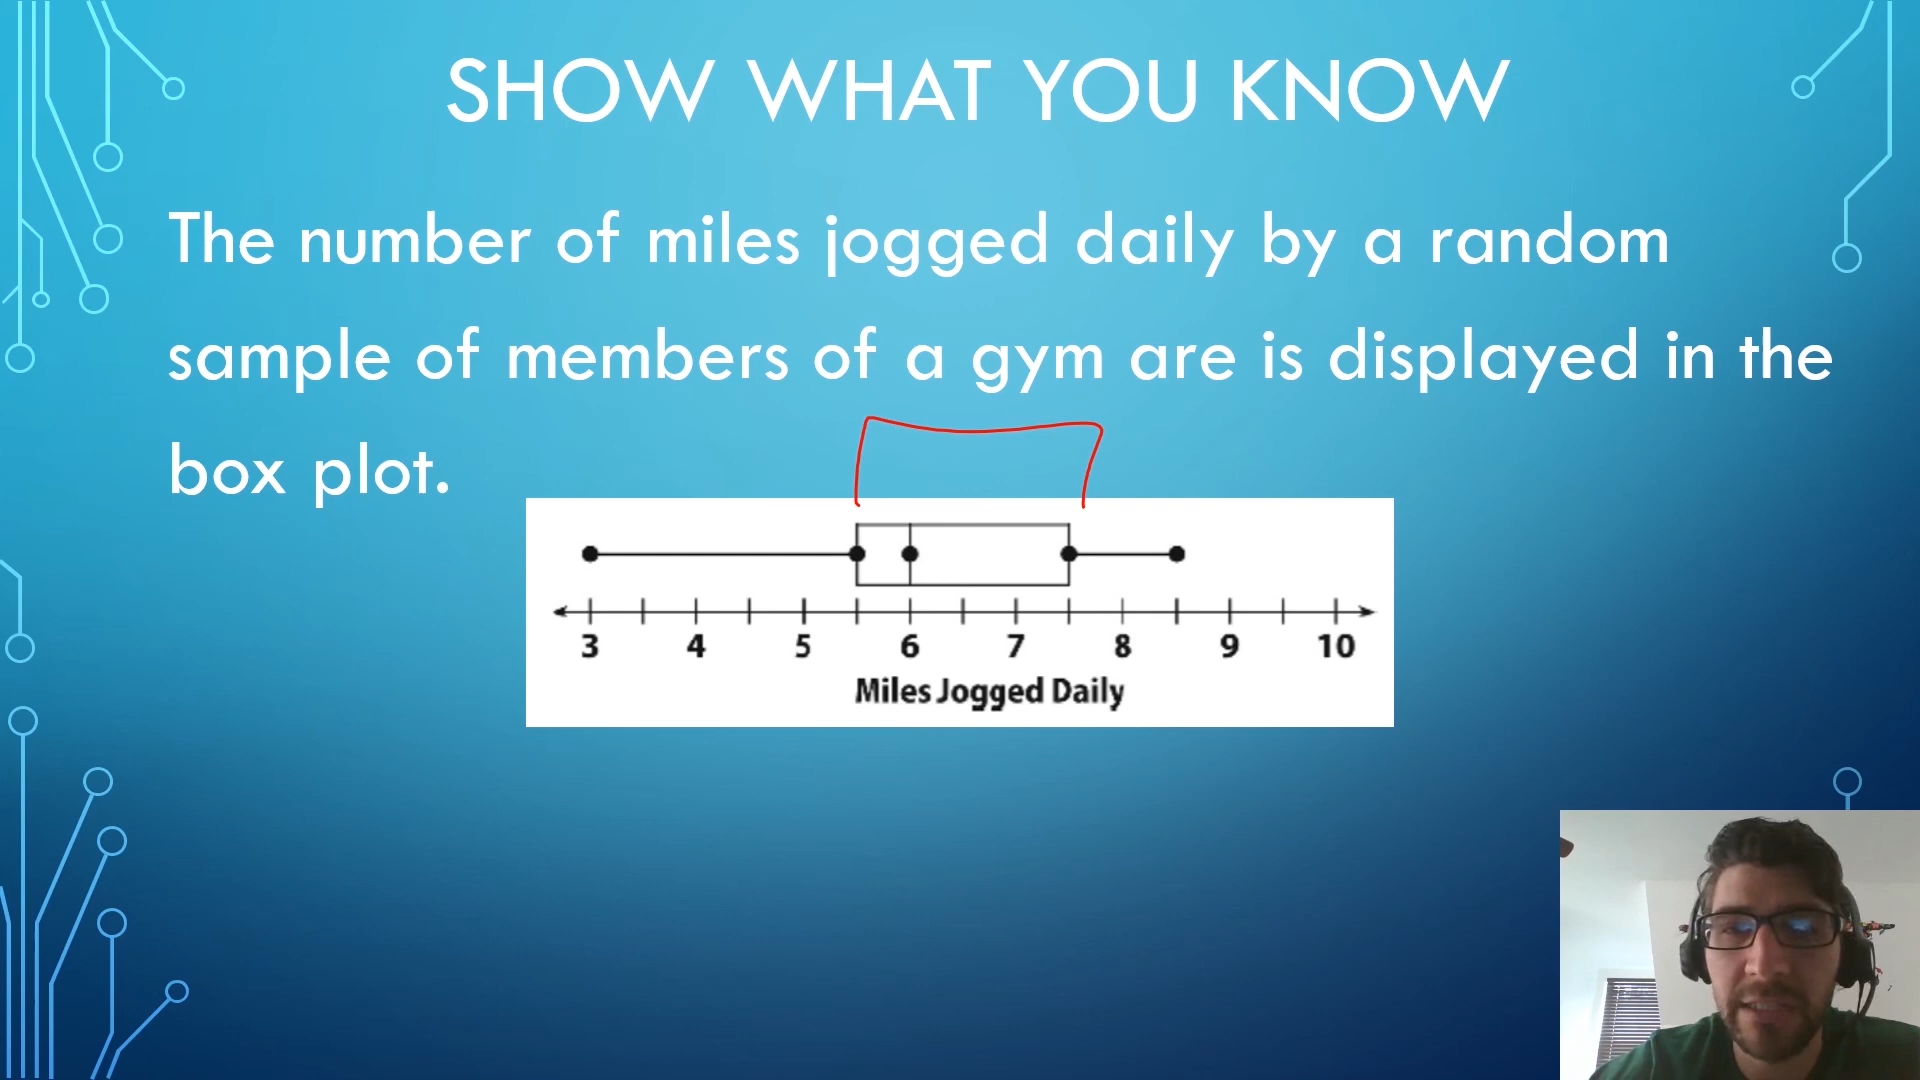 SHOW WHAT YOU KNOW
The number of miles jogged daily by a random
sample of members of a gym are is displayed in the
box plot.
3 4 5 6 7 8 9 10
Miles Jogged Daily